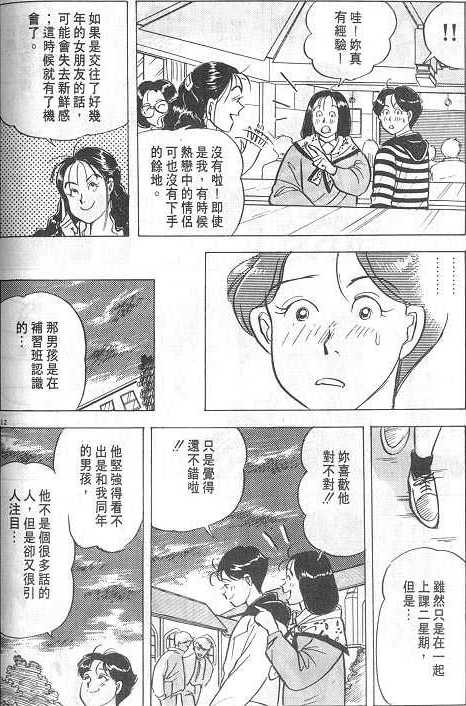 !!
哇！妳真
有經驗！
沒有啦！即使
是我，有時候
熱戀中的情侶
可也沒有下手
的餘地。
如果是交往了好幾
年的女朋友的話，
可能會失去新鮮感
；這時候就有了機
會了。
…………
那男孩是在
補習班認識
的…
雖然只是在一起
上課二星期，
但是…
妳喜歡他
對不對!!
只是覺得
還不錯啦
!!
他堅強得看不
出是和我同年
的男孩，
他不是個很多話的
人，但是卻又很引
人注目…
12